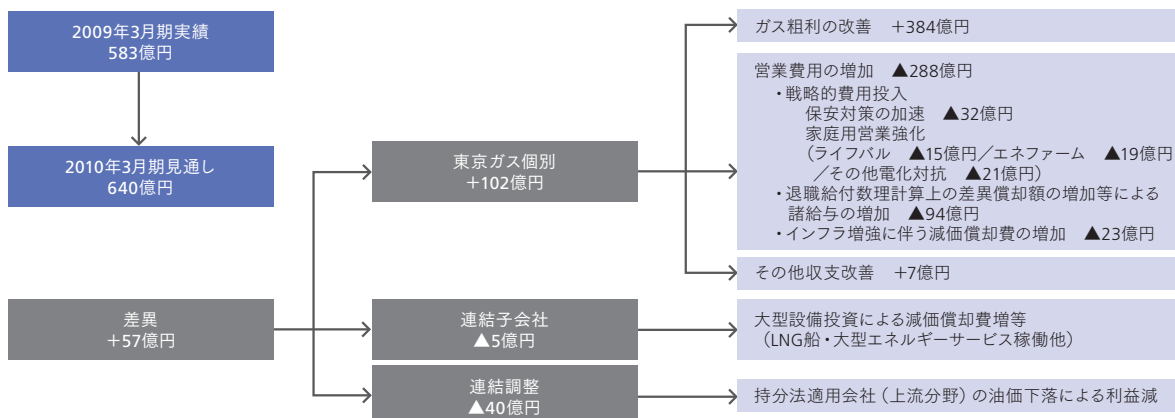 2009年3月期実績
583億円
2010年3月期見通し
640億円
差異
+57億円
東京ガス個別
+102億円
連結子会社
▲5億円
連結調整
▲40億円
ガス粗利の改善 +384億円
営業費用の増加 ▲288億円
・戦略的費用投入
保安対策の加速 ▲32億円
家庭用営業強化
（ライフバル ▲15億円／エネファーム ▲19億円
／その他電化対抗 ▲21億円）
・退職給付数理計算上の差異償却額の増加等による
諸給与の増加 ▲94億円
・インフラ増強に伴う減価償却費の増加 ▲23億円
その他収支改善 +7億円
大型設備投資による減価償却費増等
（LNG船・大型エネルギーサービス稼働他）
持分法適用会社（上流分野）の油価下落による利益減